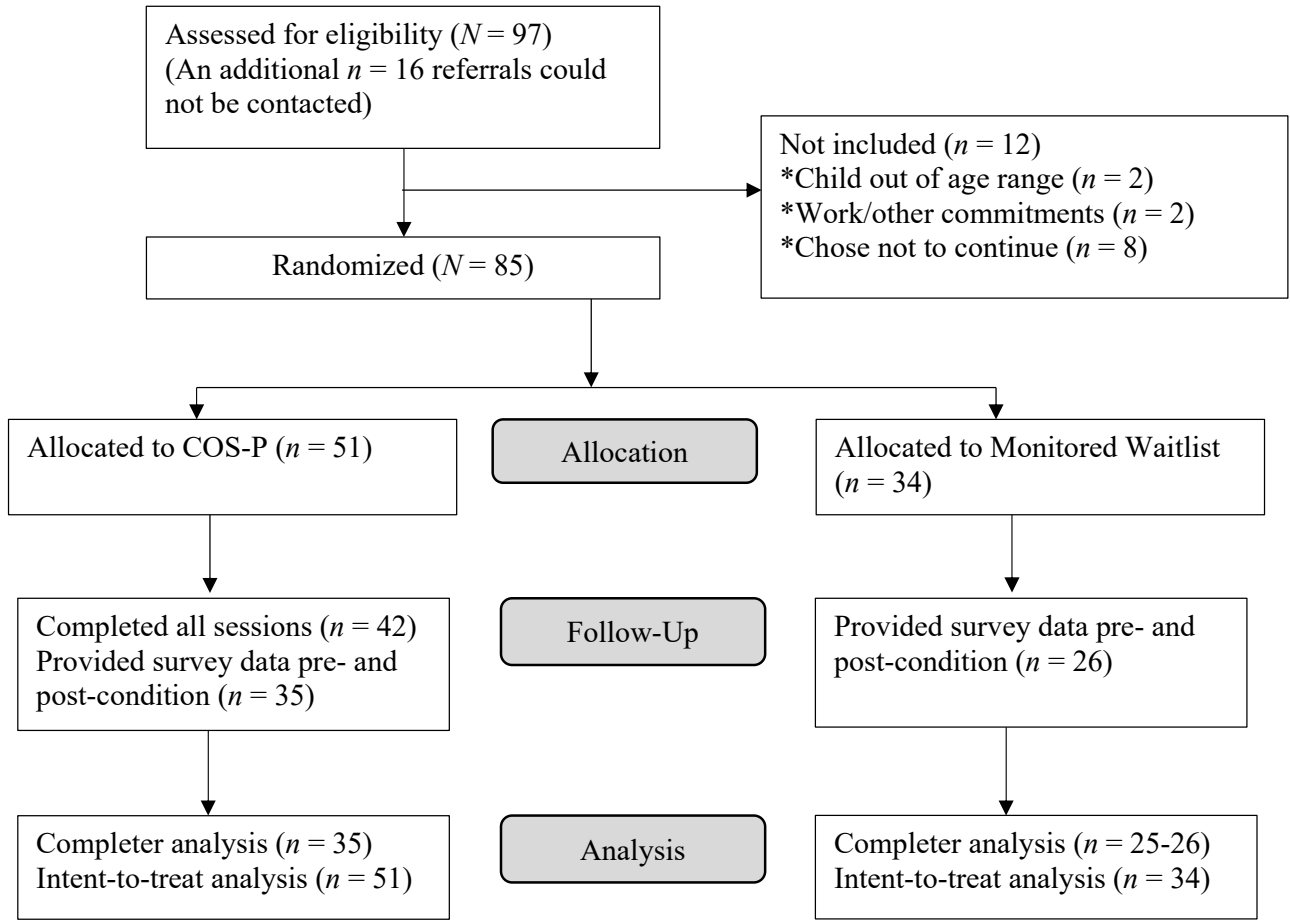 Assessed for eligibility (N = 97)
(An additional n = 16 referrals could
not be contacted)
Not included (n = 12)
*Child out of age range (n = 2)
*Work/other commitments (n = 2)
*Chose not to continue (n = 8)
Randomized (N = 85)
Allocated to COS-P (n = 51)
Allocation
Allocated to Monitored Waitlist
(n = 34)
Completed all sessions (n = 42)
Provided survey data pre- and
post-condition (n = 35)
Follow-Up
Provided survey data pre- and
post-condition (n = 26)
Completer analysis (n = 35)
Intent-to-treat analysis (n = 51)
Analysis
Completer analysis (n = 25-26)
Intent-to-treat analysis (n = 34)